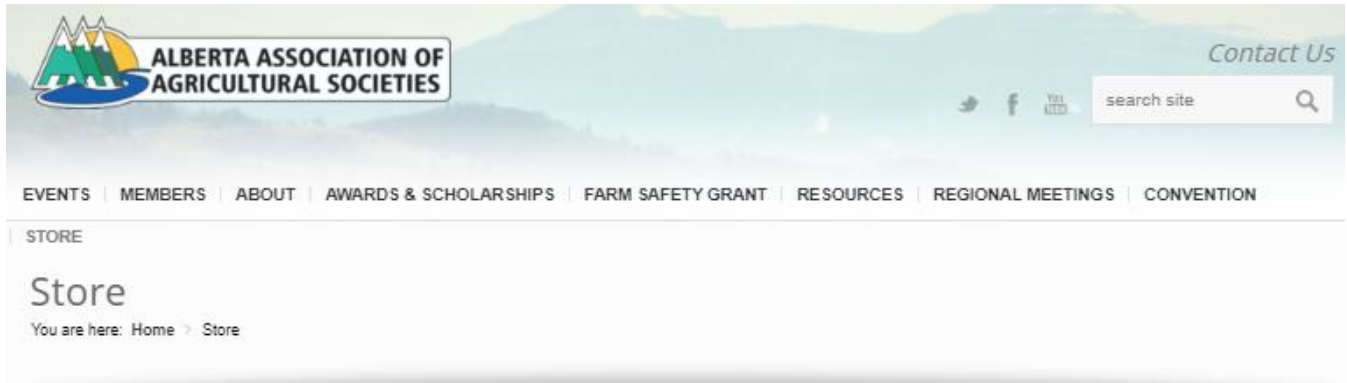 ALBERTA ASSOCIATION OF
AGRICULTURAL SOCIETIES
Contact Us
You
search site
EVENTS MEMBERS ABOUT AWARDS & SCHOLARSHIPS FARM SAFETY GRANT RESOURCES REGIONAL MEETINGS CONVENTION
STORE
Store
You are here: Home > Store